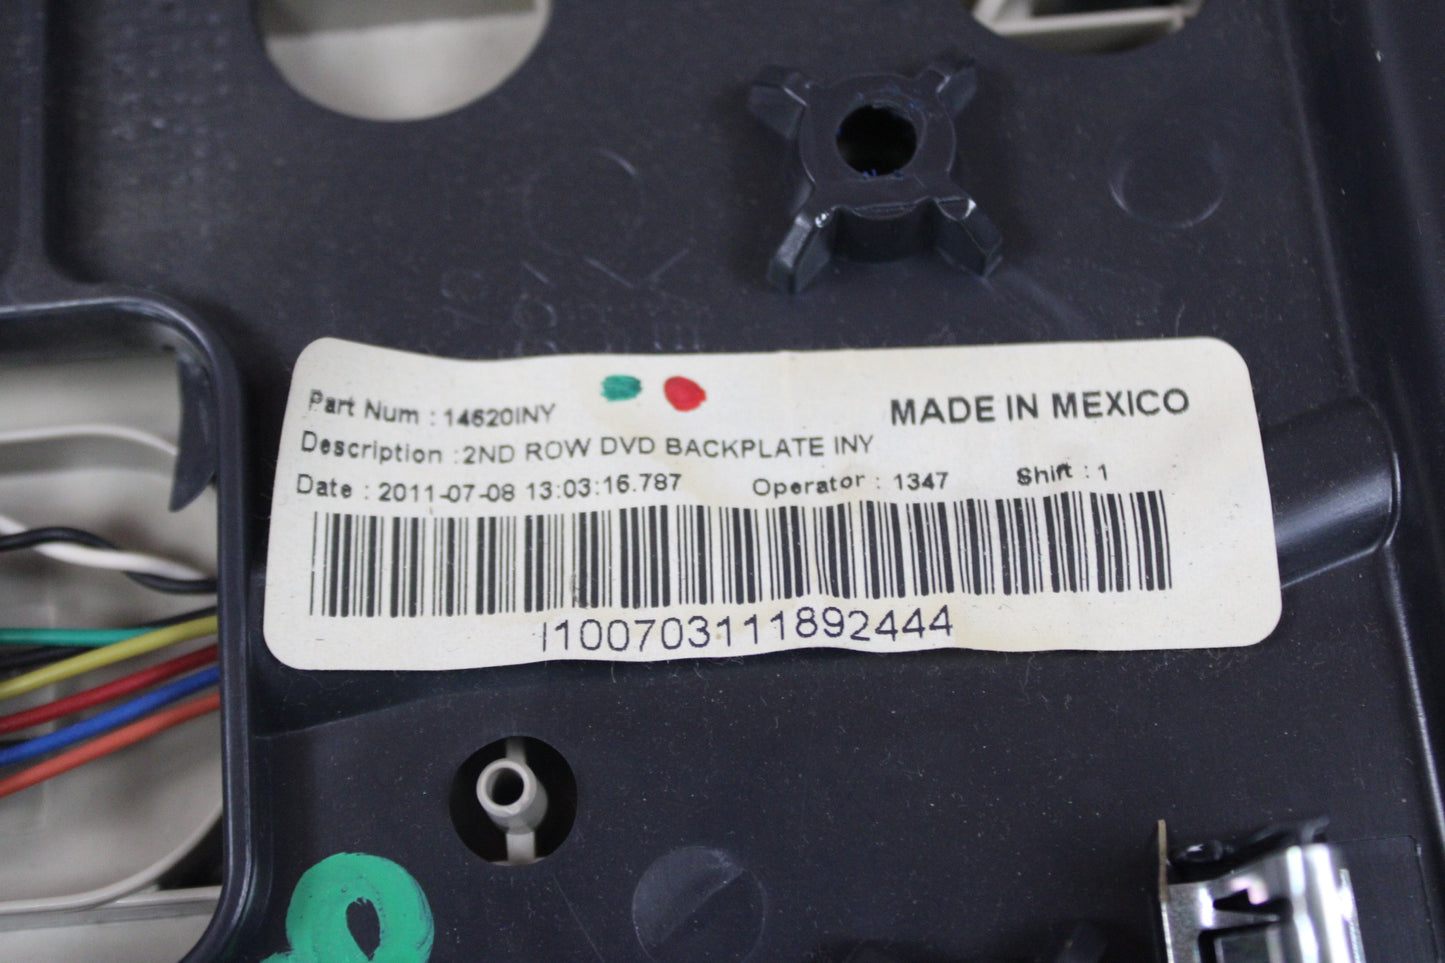 Part Num : 14620INY
MADE IN MEXICO
Description : 2ND ROW DVD BACKPLATE INY
Date : 2011-07-08 13:03:16.787 Operator : 1347 Shift : 1
I100703111892444